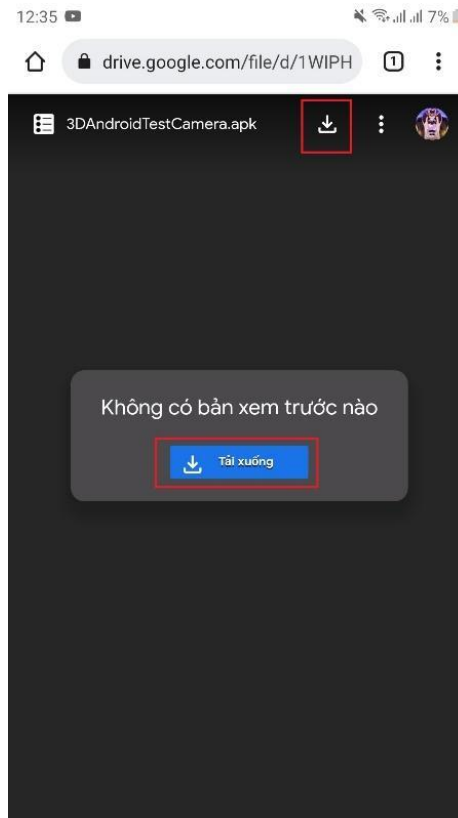 12:35 7%
drive.google.com/file/d/1WIPH 1
3DAndroidTestCamera.apk
Không có bản xem trước nào
Tải xuống